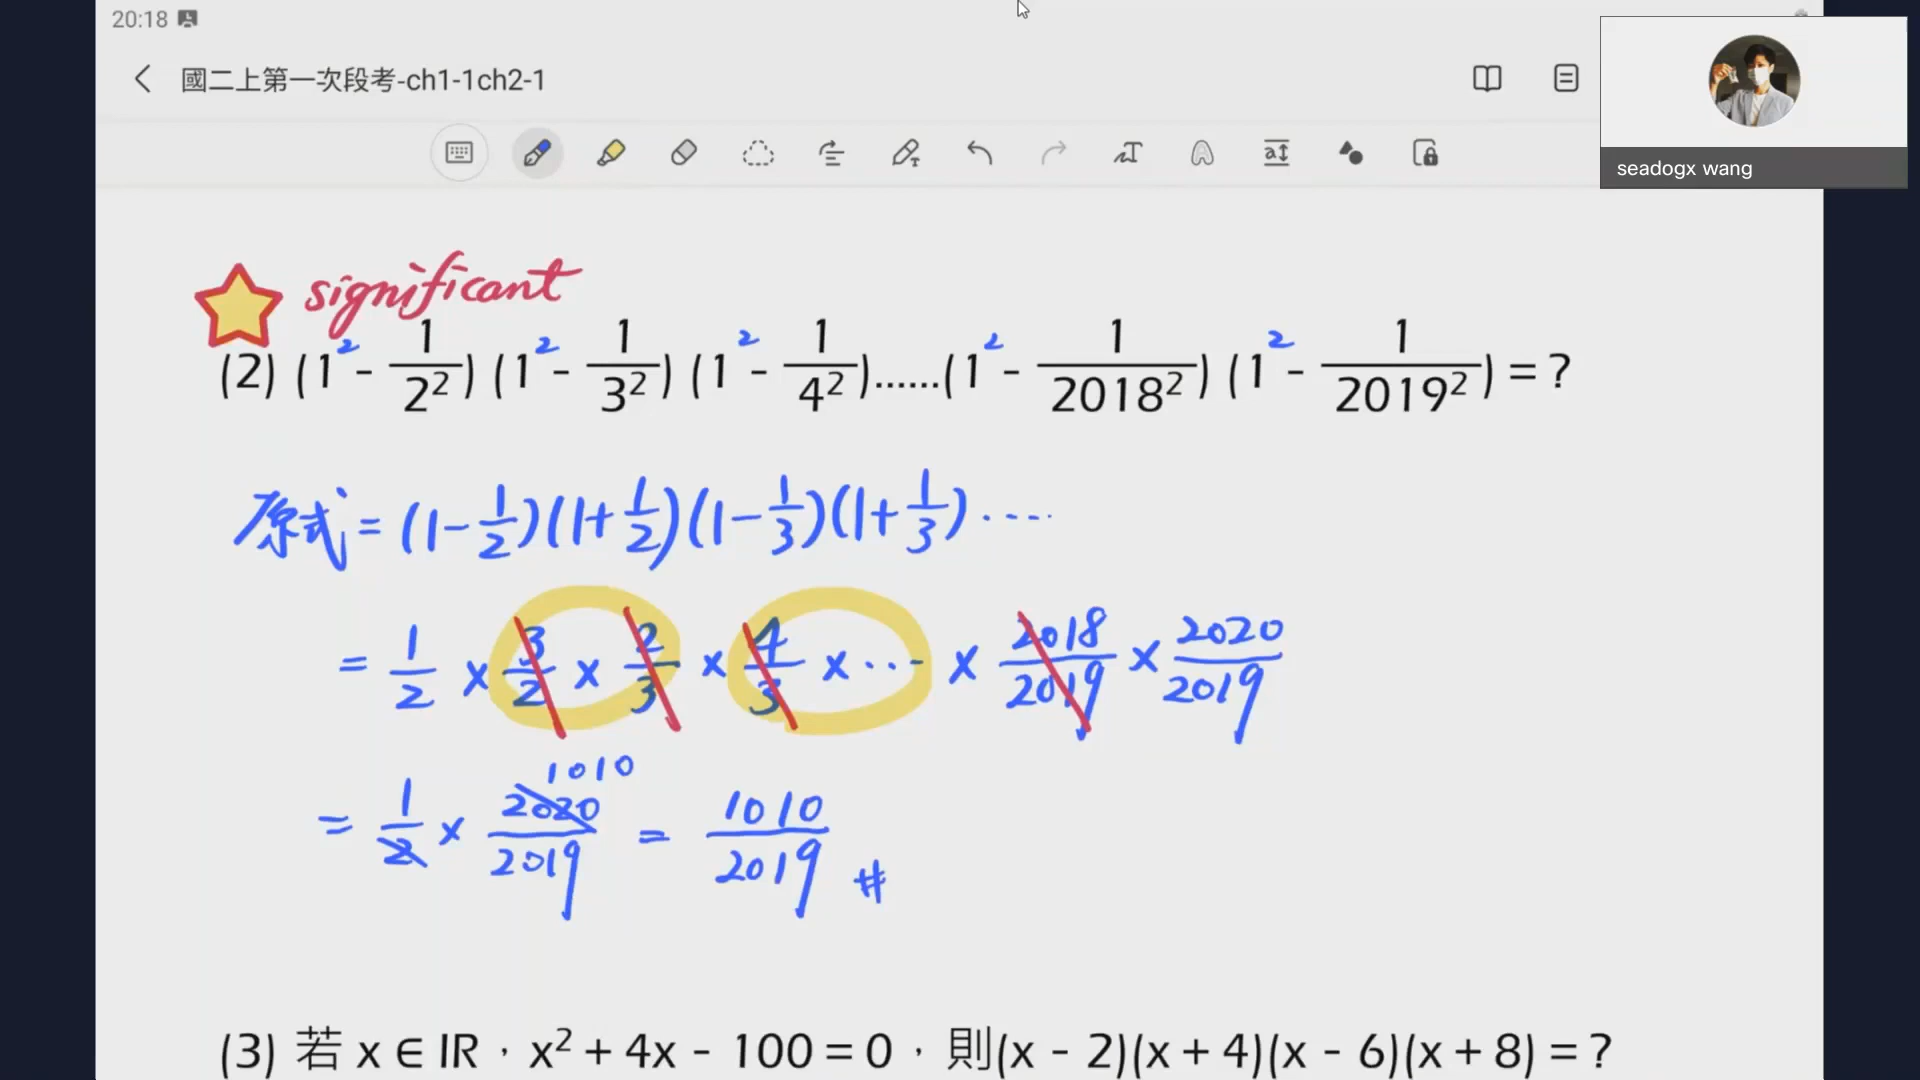 20:18
國二上第一次段考-ch1-1ch2-1
seadogx wang
significant
(2) (1² - 1/2²) (1² - 1/3²) (1² - 1/4²)......(1² - 1/2018²) (1² - 1/2019²) = ?
原式 = (1-1/2)(1+1/2)(1-1/3)(1+1/3)·····
= 1/2 × 3/2 × 2/3 × 4/3 × ··· × 2018/2019 × 2020/2019
1010
= 1/2 × 2020/2019 = 1010/2019 #
(3) 若 x ∈ IR，x² + 4x - 100 = 0，則(x - 2)(x + 4)(x - 6)(x + 8) = ?